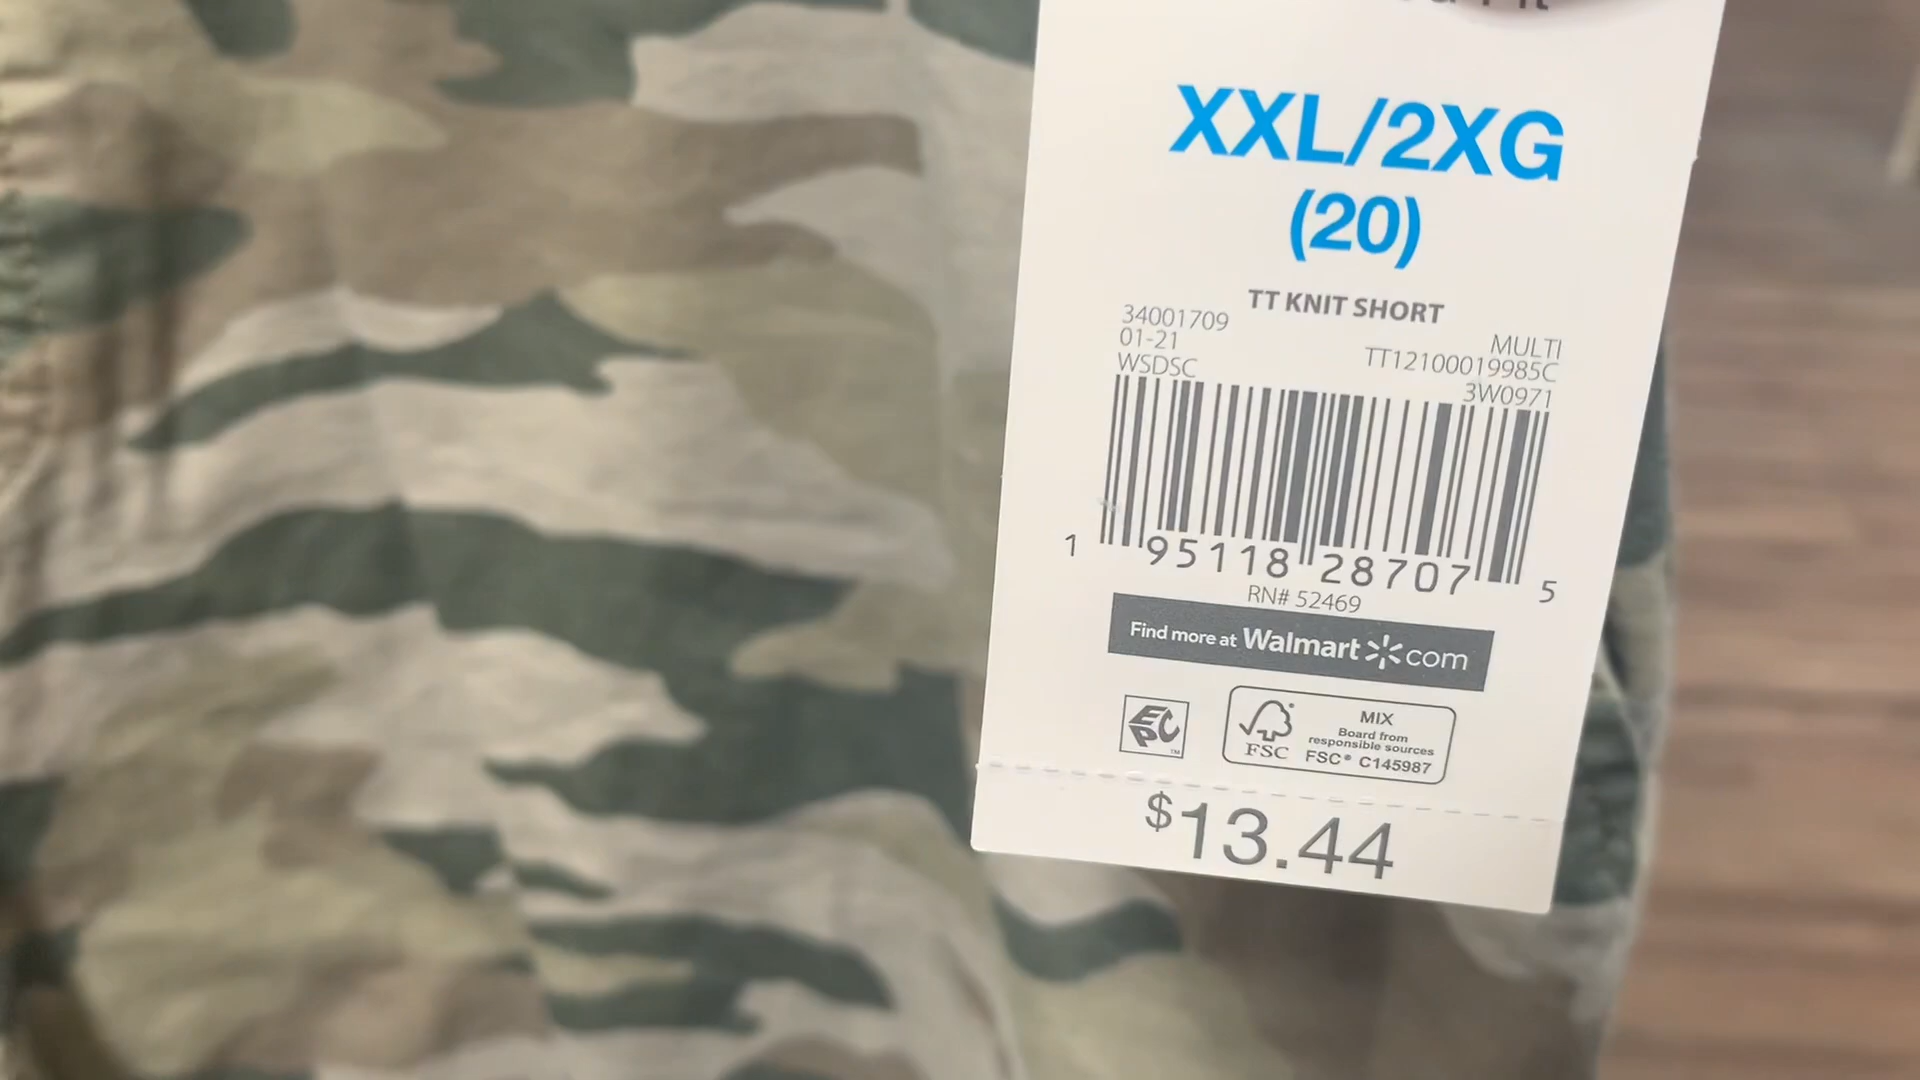 XXL/2XG
(20)
TT KNIT SHORT
34001709
01-21
WSDSC
MULTI
TT12100019985C
3W0971
1 95118 28707 5
RN# 52469
Find more at Walmart com
EPC™
FSC
MIX
Board from
responsible sources
FSC® C145987
$13.44